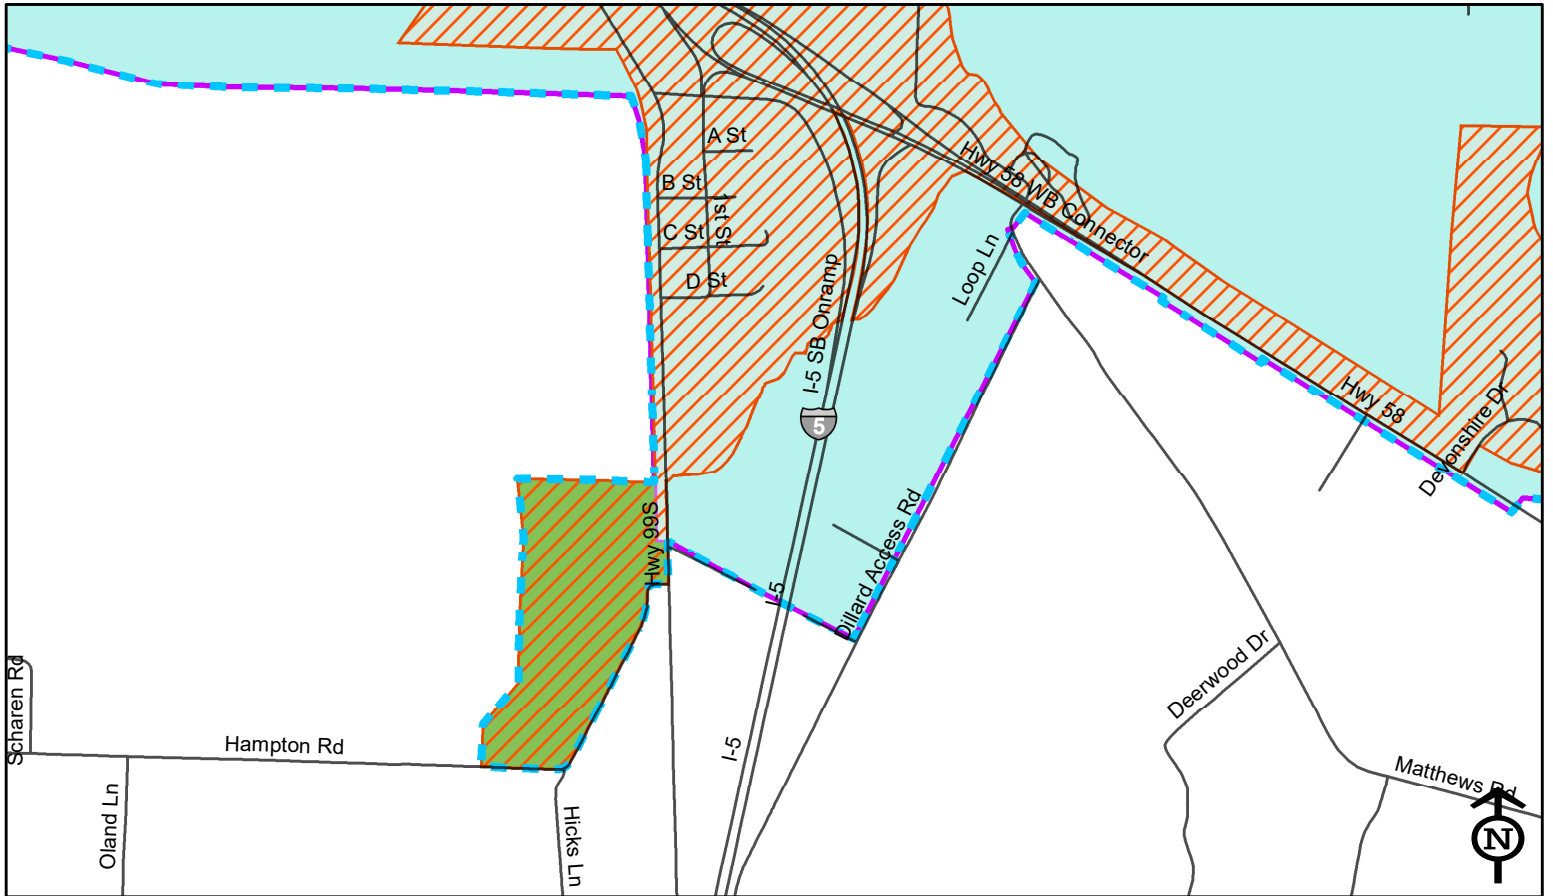 A St
Hwy 58 WB Connector
B St
1st St
C St
Loop Ln
D St
I-5 SB Onramp
5
Hwy 58
Devonshire Dr
Hwy 99S
Dillard Access Rd
I-5
Deerwood Dr
Scharen Rd
Hampton Rd
I-5
Matthews Rd
Oland Ln
Hicks Ln
N